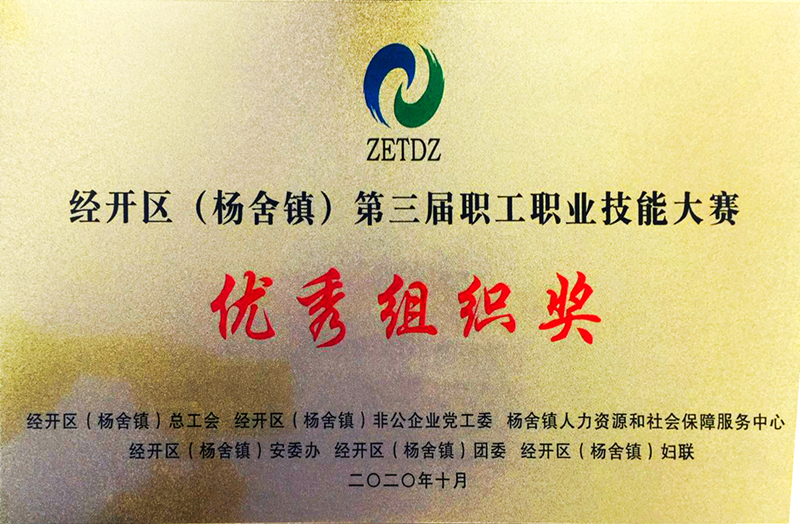 ZETDZ
经开区（杨舍镇）第三届职工职业技能大赛
优秀组织奖
经开区（杨舍镇）总工会 经开区（杨舍镇）非公企业党工委 杨舍镇人力资源和社会保障服务中心
经开区（杨舍镇）安委办 经开区（杨舍镇）团委 经开区（杨舍镇）妇联
二〇二〇年十月